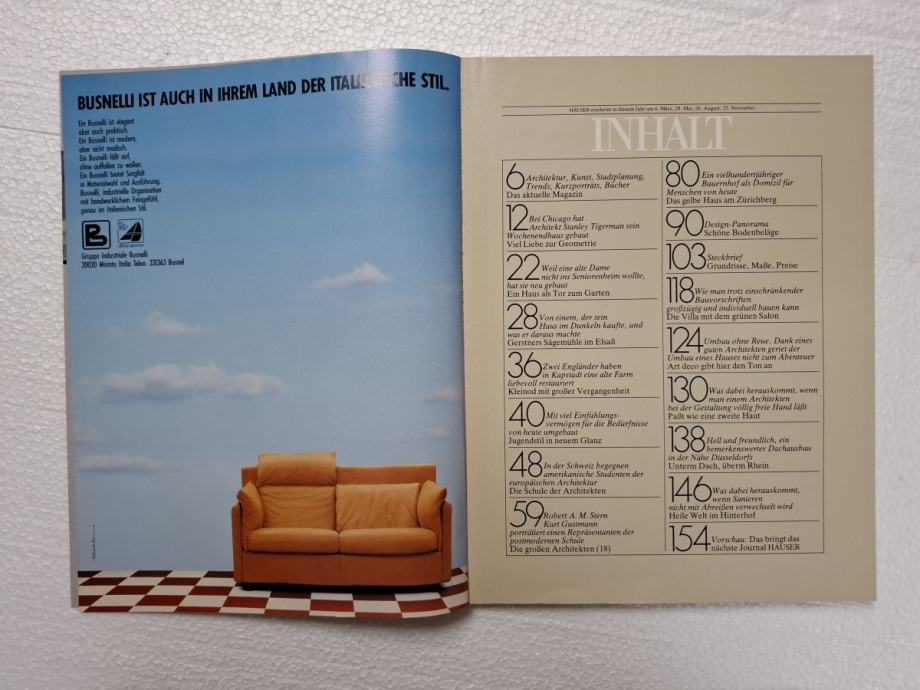 BUSNELLI IST AUCH IN IHREM LAND DER ITALIENISCHE STIL.
Ein Busnelli ist elegant
aber auch praktisch.
Ein Busnelli ist modern,
aber nicht modisch.
Ein Busnelli fällt auf,
ohne auffallen zu wollen.
Ein Busnelli bietet Sorgfalt
in Materialwahl und Ausführung.
Busnelli, industrielle Organisation
mit handwerklichem Feingefühl,
genau im italienischen Stil.
B
Gruppo Industriale Busnelli
20020 Misinto Italia Telex. 331363 Busnel
HÄUSER erscheint in diesem Jahr am 4. März, 28. Mai, 26. August, 25. November
INHALT
6 Architektur, Kunst, Stadtplanung,
Trends, Kurzporträts, Bücher
Das aktuelle Magazin
12 Bei Chicago hat
Architekt Stanley Tigerman sein
Wochenendhaus gebaut
Viel Liebe zur Geometrie
22 Weil eine alte Dame
nicht ins Seniorenheim wollte,
hat sie neu gebaut
Ein Haus als Tor zum Garten
28 Von einem, der sein
Haus im Dunkeln kaufte, und
was er daraus machte
Gerstners Sägemühle im Elsaß
36 Zwei Engländer haben
in Kapstadt eine alte Farm
liebevoll restauriert
Kleinod mit großer Vergangenheit
40 Mit viel Einfühlungs-
vermögen für die Bedürfnisse
von heute umgebaut
Jugendstil in neuem Glanz
48 In der Schweiz begegnen
amerikanische Studenten der
europäischen Architektur
Die Schule der Architekten
59 Robert A. M. Stern
Kurt Gustmann
porträtiert einen Repräsentanten der
postmodernen Schule
Die großen Architekten (18)
80 Ein vielhundertjähriger
Bauernhof als Domizil für
Menschen von heute
Das gelbe Haus am Zürichberg
90 Design-Panorama
Schöne Bodenbeläge
103 Steckbrief
Grundrisse, Maße, Preise
118 Wie man trotz einschränkender
Bauvorschriften
großzügig und individuell bauen kann
Die Villa mit dem grünen Salon
124 Umbau ohne Reue. Dank eines
guten Architekten geriet der
Umbau eines Hauses nicht zum Abenteuer
Art deco gibt hier den Ton an
130 Was dabei herauskommt, wenn
man einem Architekten
bei der Gestaltung völlig freie Hand läßt
Paßt wie eine zweite Haut
138 Hell und freundlich, ein
bemerkenswerter Dachausbau
in der Nähe Düsseldorfs
Unterm Dach, überm Rhein
146 Was dabei herauskommt,
wenn Sanieren
nicht mit Abreißen verwechselt wird
Heile Welt im Hinterhof
154 Vorschau: Das bringt das
nächste Journal HÄUSER